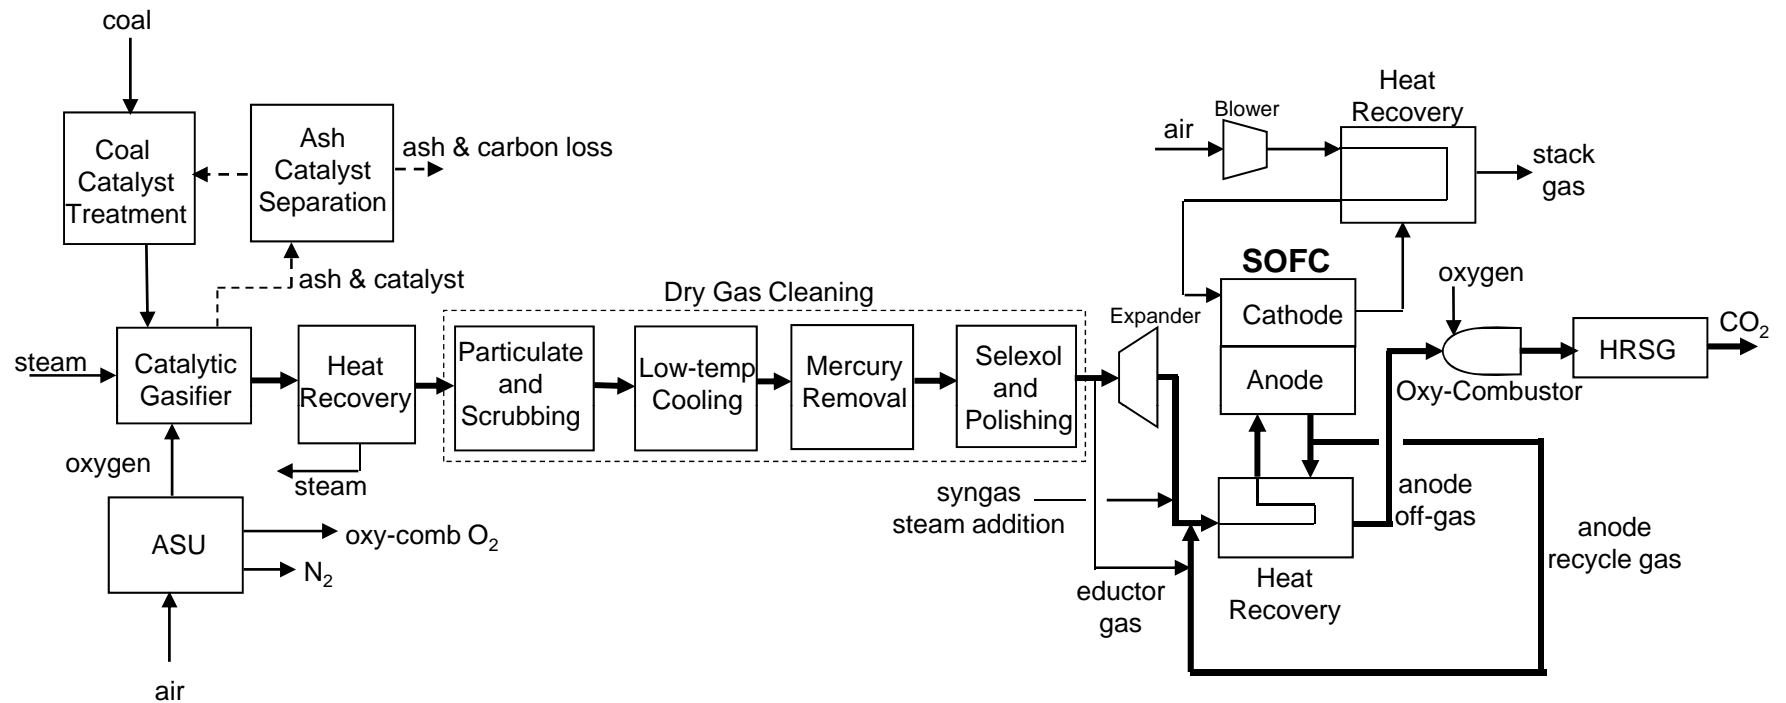 coal
Coal
Catalyst
Treatment
Ash
Catalyst
Separation
ash & carbon loss
ash & catalyst
steam
Catalytic
Gasifier
Heat
Recovery
steam
oxygen
ASU
oxy-comb O₂
N₂
air
Dry Gas Cleaning
Particulate
and
Scrubbing
Low-temp
Cooling
Mercury
Removal
Selexol
and
Polishing
Expander
syngas
steam addition
eductor
gas
air
Blower
Heat
Recovery
stack
gas
SOFC
Cathode
Anode
Heat
Recovery
oxygen
Oxy-Combustor
HRSG
CO₂
anode
off-gas
anode
recycle gas